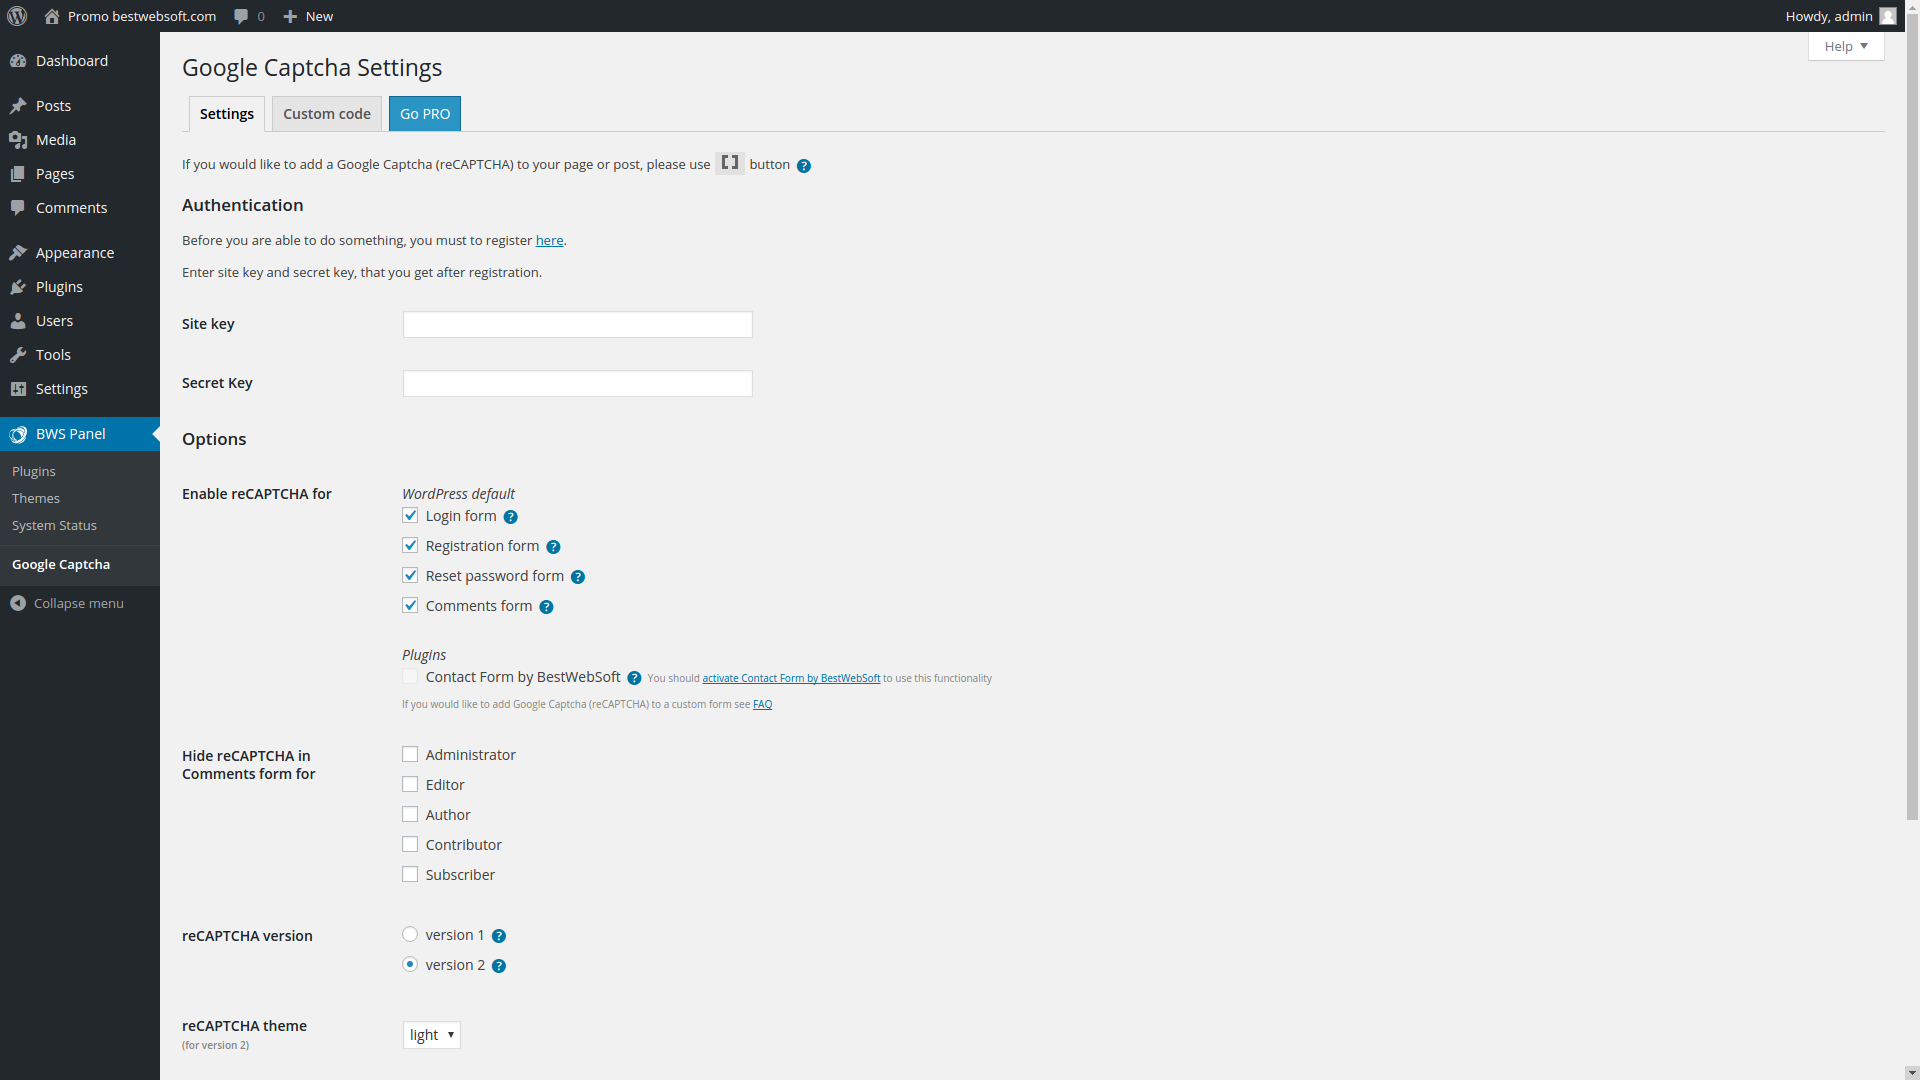 Promo bestwebsoft.com 0 New Howdy, admin
Help
Dashboard
Posts
Media
Pages
Comments
Appearance
Plugins
Users
Tools
Settings
BWS Panel
Plugins
Themes
System Status
Google Captcha
Collapse menu
Google Captcha Settings
Settings Custom code Go PRO
If you would like to add a Google Captcha (reCAPTCHA) to your page or post, please use [] button ?
Authentication
Before you are able to do something, you must to register here.
Enter site key and secret key, that you get after registration.
Site key
Secret Key
Options
Enable reCAPTCHA for
WordPress default
Login form ?
Registration form ?
Reset password form ?
Comments form ?
Plugins
Contact Form by BestWebSoft ? You should activate Contact Form by BestWebSoft to use this functionality
If you would like to add Google Captcha (reCAPTCHA) to a custom form see FAQ
Hide reCAPTCHA in
Comments form for
Administrator
Editor
Author
Contributor
Subscriber
reCAPTCHA version
version 1 ?
version 2 ?
reCAPTCHA theme
(for version 2)
light